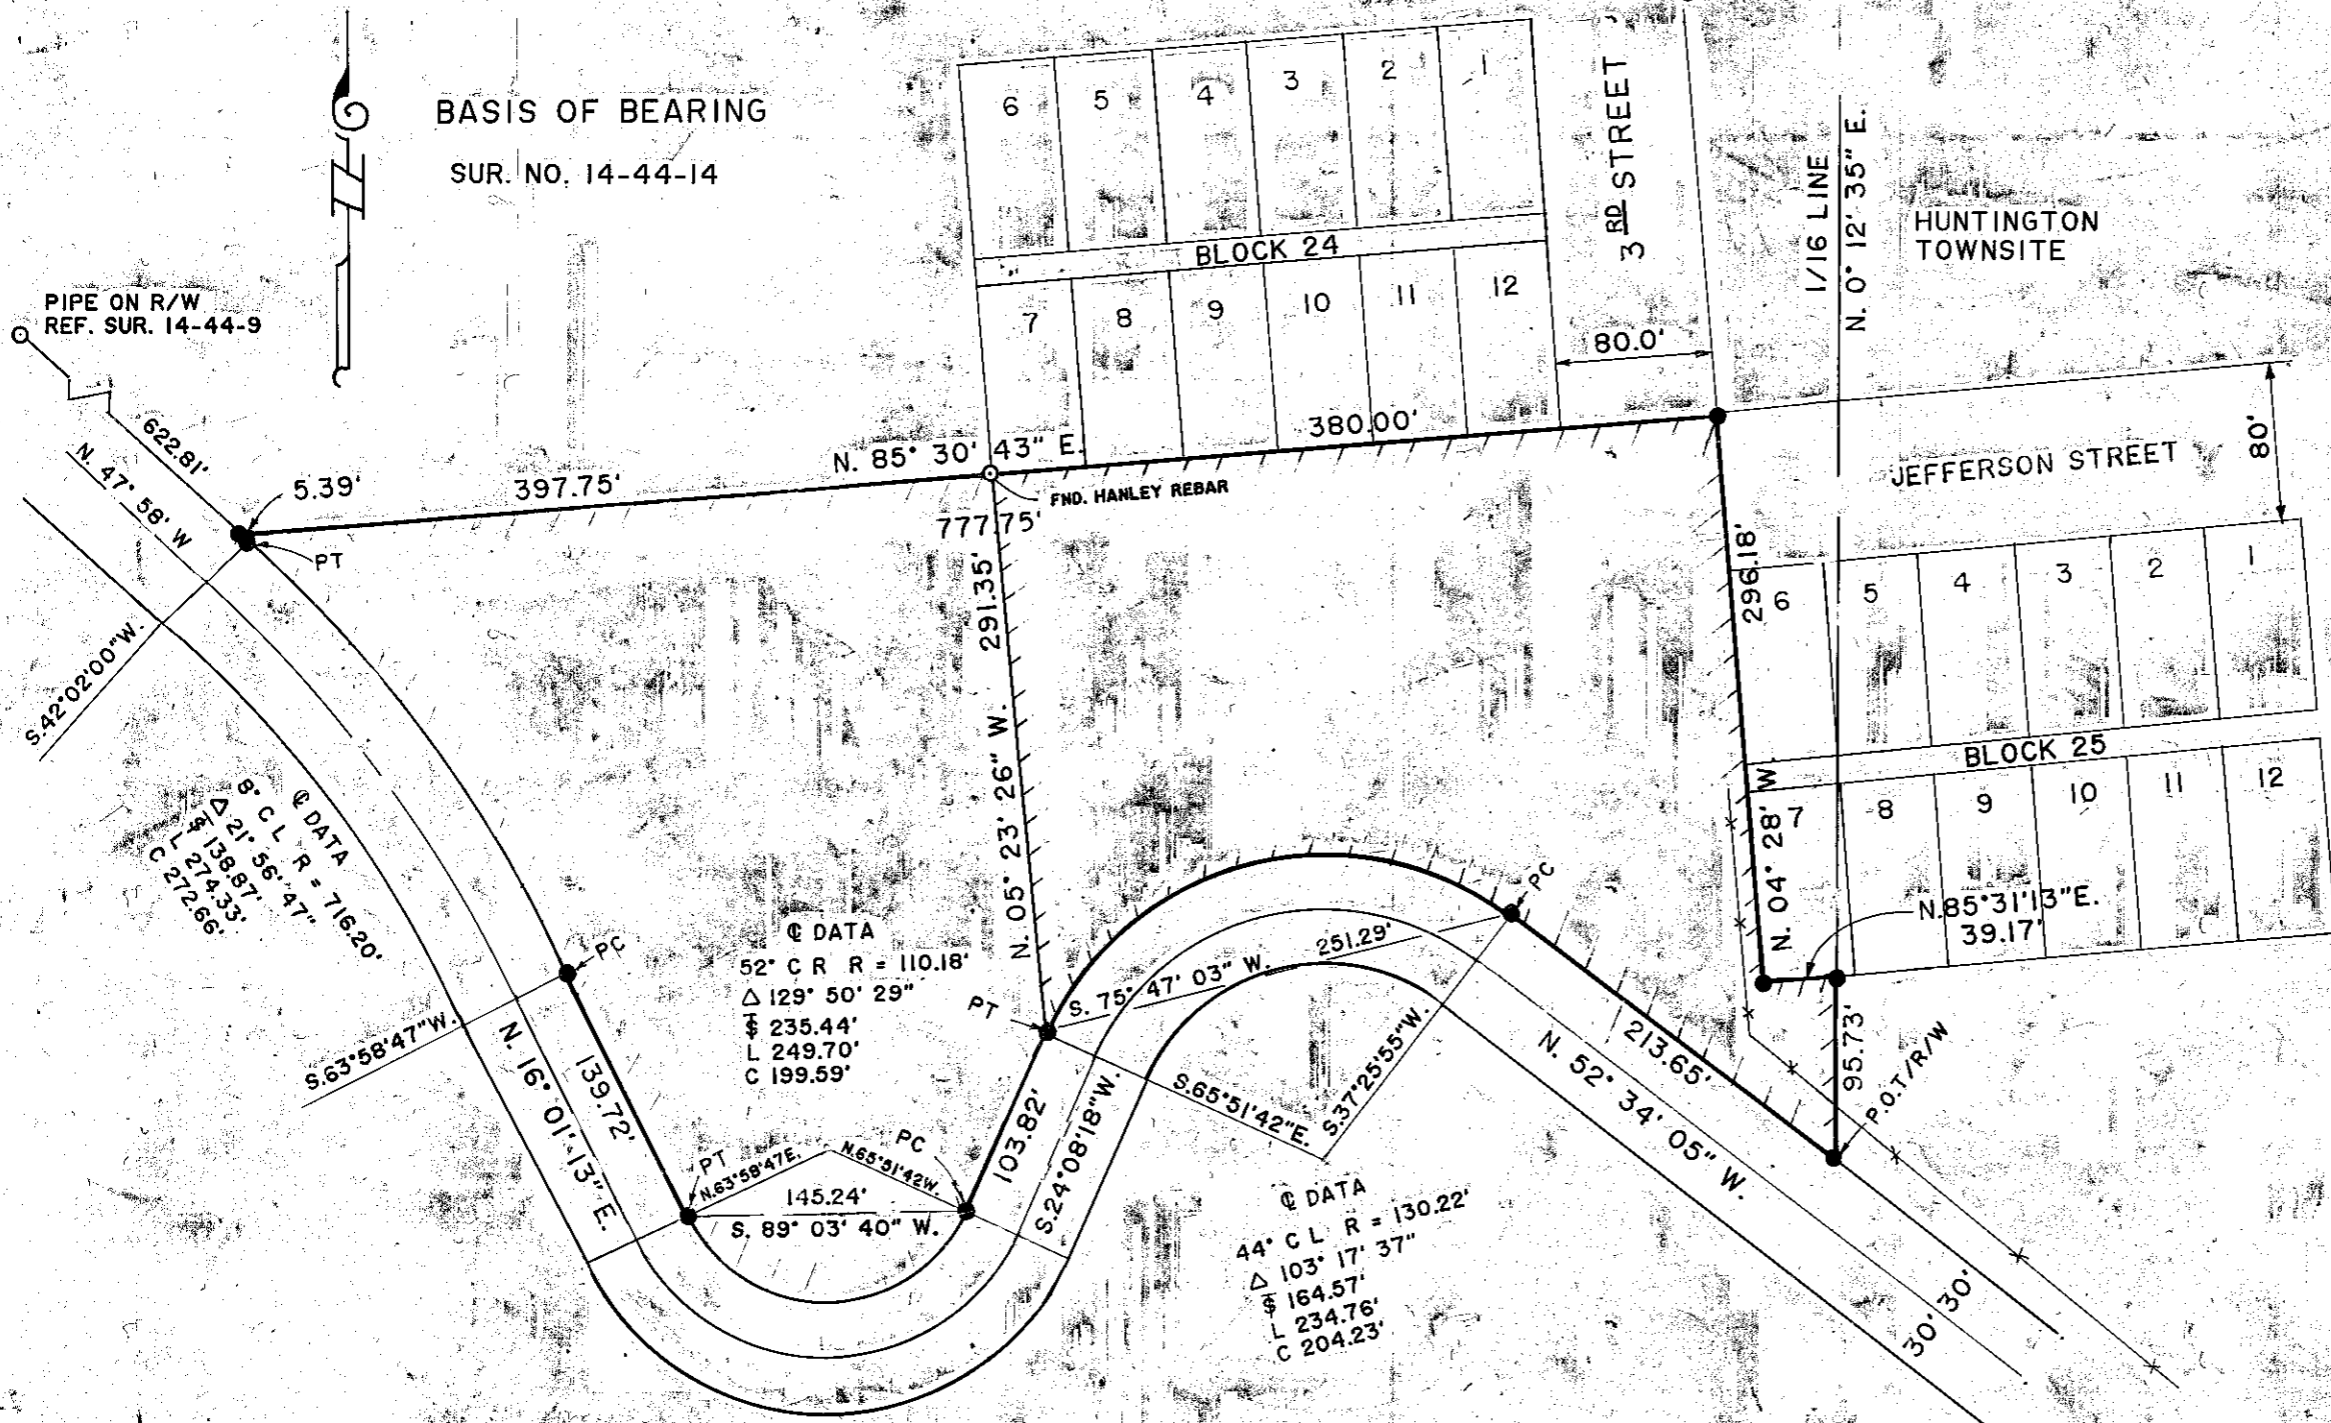 BASIS OF BEARING
SUR. NO. 14-44-14
PIPE ON R/W
REF. SUR. 14-44-9
622.81'
N. 47° 58' W
5.39'
PT
S.42°02'00"W.
397.75'
N. 85° 30' 43" E.
380.00'
FND. HANLEY REBAR
777.75'
6
5
4
3
2
1
BLOCK 24
7
8
9
10
11
12
3RD STREET
80.0'
1/16 LINE
N. 0° 12' 35" E.
HUNTINGTON
TOWNSITE
JEFFERSON STREET
80'
296.18'
N. 04° 28' W.
6
5
4
3
2
1
BLOCK 25
7
8
9
10
11
12
N.85°31'13"E.
39.17'
95.73'
P.O.T./R/W
291.35'
N. 05° 23' 26" W.
℄ DATA
8° C L R = 716.20'
Δ 21° 56' 47"
T 138.87'
L 274.33'
C 272.66'
PC
S.63°58'47"W.
N. 16° 01' 13" E.
139.72'
℄ DATA
52° C R R = 110.18'
Δ 129° 50' 29"
T 235.44'
L 249.70'
C 199.59'
PT
N.63°58'47E.
N.65°51'42W.
PC
145.24'
S. 89° 03' 40" W.
103.82'
S.24°08'18"W.
PT
S. 75° 47' 03" W.
251.29'
PC
S.65°51'42"E.
S.37°25'55"W.
213.65'
N. 52° 34' 05" W.
℄ DATA
44° C L R = 130.22'
Δ 103° 17' 37"
T 164.57'
L 234.76'
C 204.23'
30' 30'